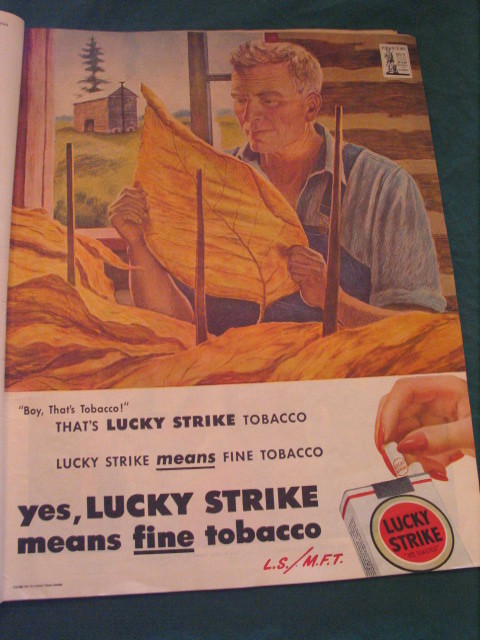 "Boy, That's Tobacco!"
THAT'S LUCKY STRIKE TOBACCO
LUCKY STRIKE means FINE TOBACCO
yes, LUCKY STRIKE
means fine tobacco
L.S./M.F.T.
LUCKY
STRIKE